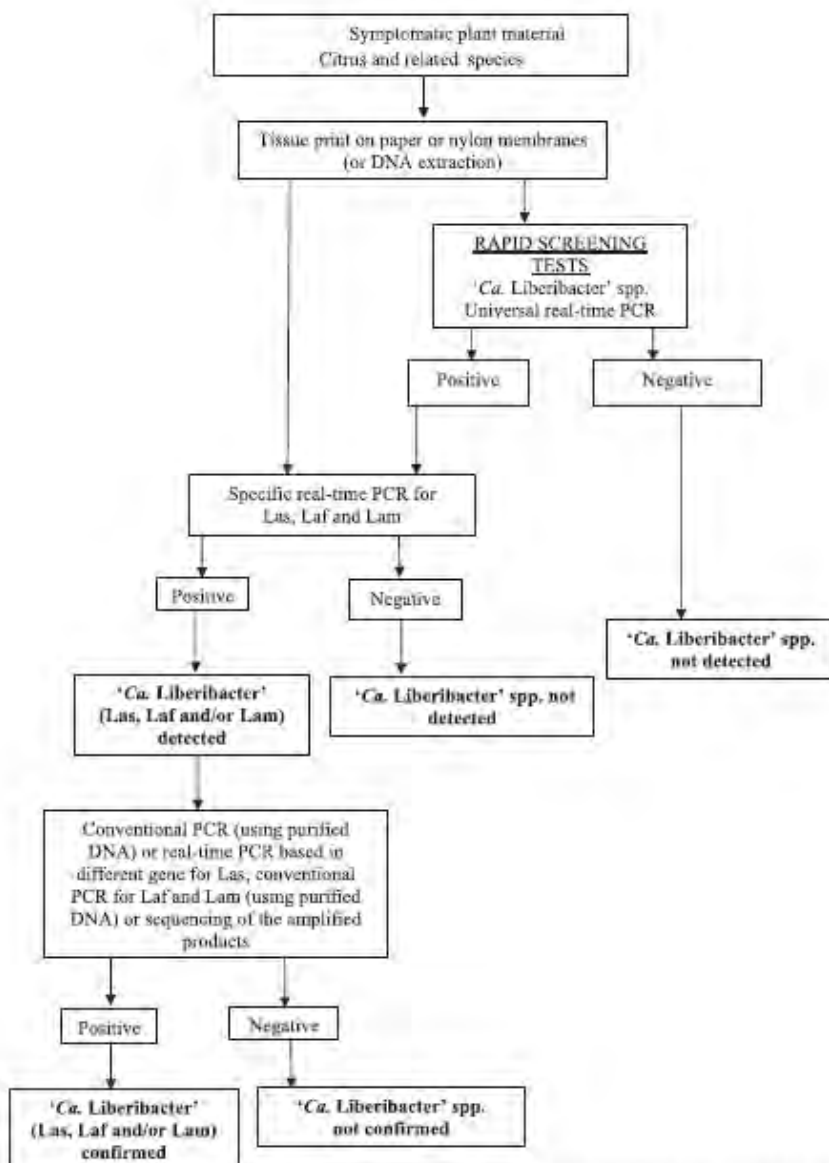 Symptomatic plant material
Citrus and related species
Tissue print on paper or nylon membranes
(or DNA extraction)
RAPID SCREENING
TESTS
‘Ca. Liberibacter’ spp.
Universal real-time PCR
Positive
Negative
Specific real-time PCR for
Las, Laf and Lam
Positive
Negative
‘Ca. Liberibacter’ spp.
not detected
‘Ca. Liberibacter’
(Las, Laf and/or Lam)
detected
‘Ca. Liberibacter’ spp. not
detected
Conventional PCR (using purified
DNA) or real-time PCR based in
different gene for Las, conventional
PCR for Laf and Lam (using purified
DNA) or sequencing of the amplified
products
Positive
Negative
‘Ca. Liberibacter’
(Las, Laf and/or Lam)
confirmed
‘Ca. Liberibacter’ spp.
not confirmed